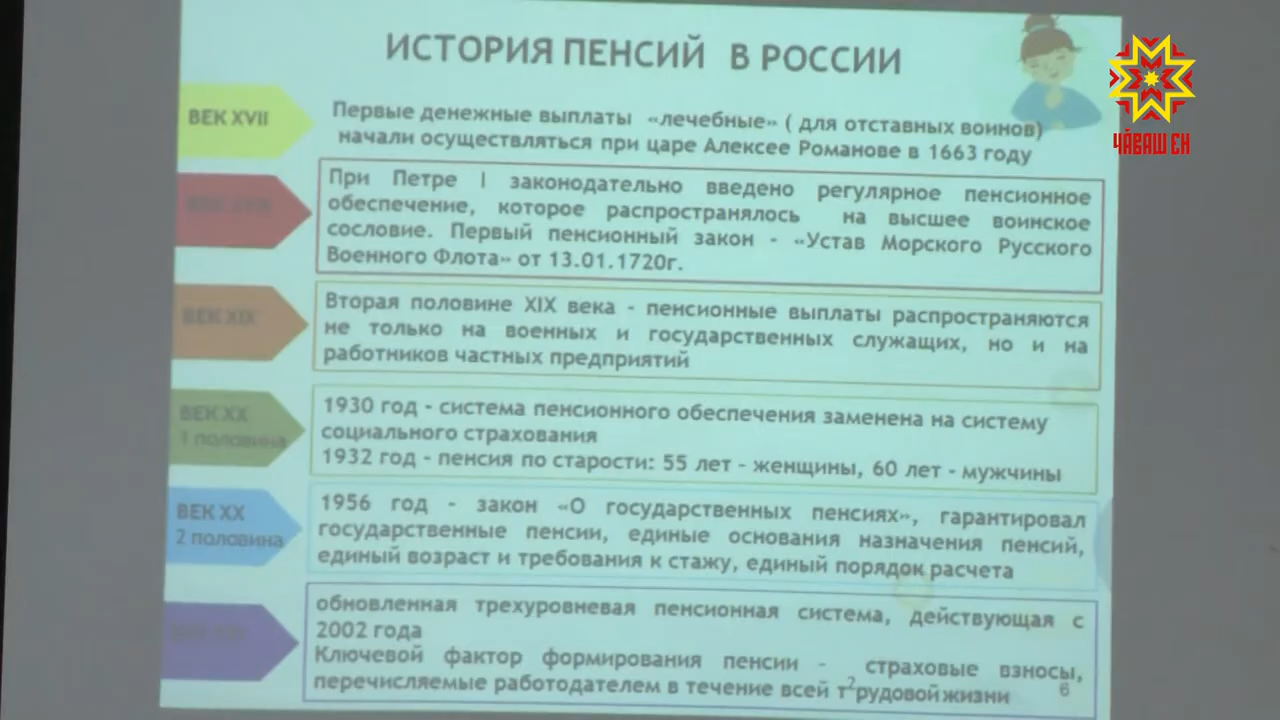 ИСТОРИЯ ПЕНСИЙ В РОССИИ
ЧӐВАШ ЕН
ВЕК XVII
Первые денежные выплаты «лечебные» ( для отставных воинов)
начали осуществляться при царе Алексее Романове в 1663 году
При Петре I законодательно введено регулярное пенсионное
обеспечение, которое распространялось на высшее воинское
сословие. Первый пенсионный закон - «Устав Морского Русского
Военного Флота» от 13.01.1720г.
ВЕК XIX
Вторая половине XIX века - пенсионные выплаты распространяются
не только на военных и государственных служащих, но и на
работников частных предприятий
ВЕК XX
1 половина
1930 год - система пенсионного обеспечения заменена на систему
социального страхования
1932 год - пенсия по старости: 55 лет - женщины, 60 лет - мужчины
ВЕК XX
2 половина
1956 год - закон «О государственных пенсиях», гарантировал
государственные пенсии, единые основания назначения пенсий,
единый возраст и требования к стажу, единый порядок расчета
обновленная трехуровневая пенсионная система, действующая с
2002 года
Ключевой фактор формирования пенсии - страховые взносы,
перечисляемые работодателем в течение всей т2рудовой жизни
6